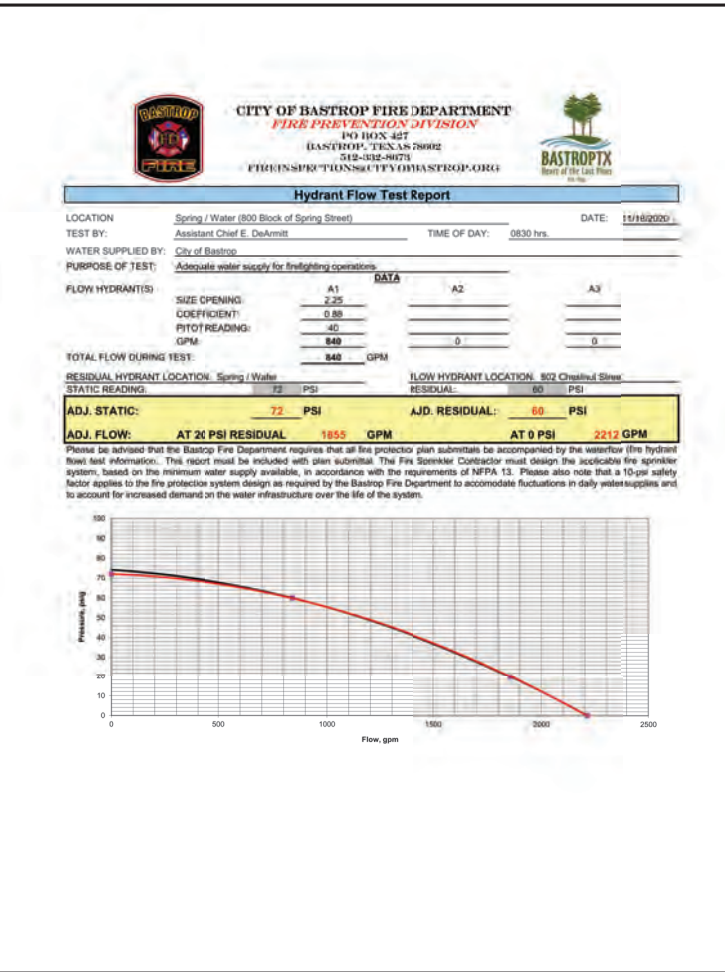 BASTROP
FD
FIRE
CITY OF BASTROP FIRE DEPARTMENT
FIRE PREVENTION DIVISION
PO BOX 427
BASTROP, TEXAS 78602
512-332-8673
FIREINSPECTIONS@CITYOFBASTROP.ORG
BASTROPTX
Heart of the Lost Pines
Hydrant Flow Test Report
LOCATION Spring / Water (800 Block of Spring Street) DATE: 11/18/2020
TEST BY: Assistant Chief E. DeArmitt TIME OF DAY: 0830 hrs.
WATER SUPPLIED BY: City of Bastrop
PURPOSE OF TEST: Adequate water supply for firefighting operations
DATA
FLOW HYDRANT(S) A1 A2 A3
SIZE OPENING: 2.25
COEFFICIENT: 0.88
PITOT READING: 40
GPM 840 0 0
TOTAL FLOW DURING TEST: 840 GPM
RESIDUAL HYDRANT LOCATION: Spring / Water FLOW HYDRANT LOCATION: 802 Chestnut Street
STATIC READING: 72 PSI RESIDUAL: 60 PSI
ADJ. STATIC: 72 PSI AJD. RESIDUAL: 60 PSI
ADJ. FLOW: AT 20 PSI RESIDUAL 1855 GPM AT 0 PSI 2212 GPM
Please be advised that the Bastrop Fire Department requires that all fire protection plan submittals be accompanied by the waterflow (fire hydrant
flow) test information. This report must be included with plan submittal. The Fire Sprinkler Contractor must design the applicable fire sprinkler
system, based on the minimum water supply available, in accordance with the requirements of NFPA 13. Please also note that a 10-psi safety
factor applies to the fire protection system design as required by the Bastrop Fire Department to accomodate fluctuations in daily water supplies and
to account for increased demand on the water infrastructure over the life of the system.
100
90
80
70
60
50
40
30
20
10
0
Pressure, psig
0 500 1000 1500 2000 2500
Flow, gpm